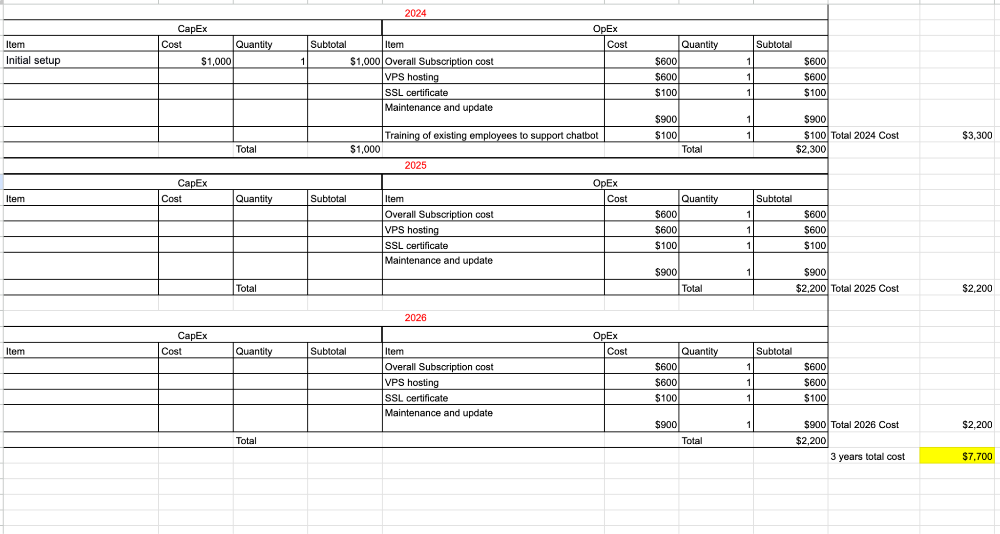 2024
CapEx OpEx
Item Cost Quantity Subtotal Item Cost Quantity Subtotal
Initial setup $1,000 1 $1,000 Overall Subscription cost $600 1 $600
VPS hosting $600 1 $600
SSL certificate $100 1 $100
Maintenance and update $900 1 $900
Training of existing employees to support chatbot $100 1 $100 Total 2024 Cost $3,300
Total $1,000 Total $2,300
2025
CapEx OpEx
Item Cost Quantity Subtotal Item Cost Quantity Subtotal
Overall Subscription cost $600 1 $600
VPS hosting $600 1 $600
SSL certificate $100 1 $100
Maintenance and update $900 1 $900
Total Total $2,200 Total 2025 Cost $2,200
2026
CapEx OpEx
Item Cost Quantity Subtotal Item Cost Quantity Subtotal
Overall Subscription cost $600 1 $600
VPS hosting $600 1 $600
SSL certificate $100 1 $100
Maintenance and update $900 1 $900 Total 2026 Cost $2,200
Total Total $2,200
3 years total cost $7,700